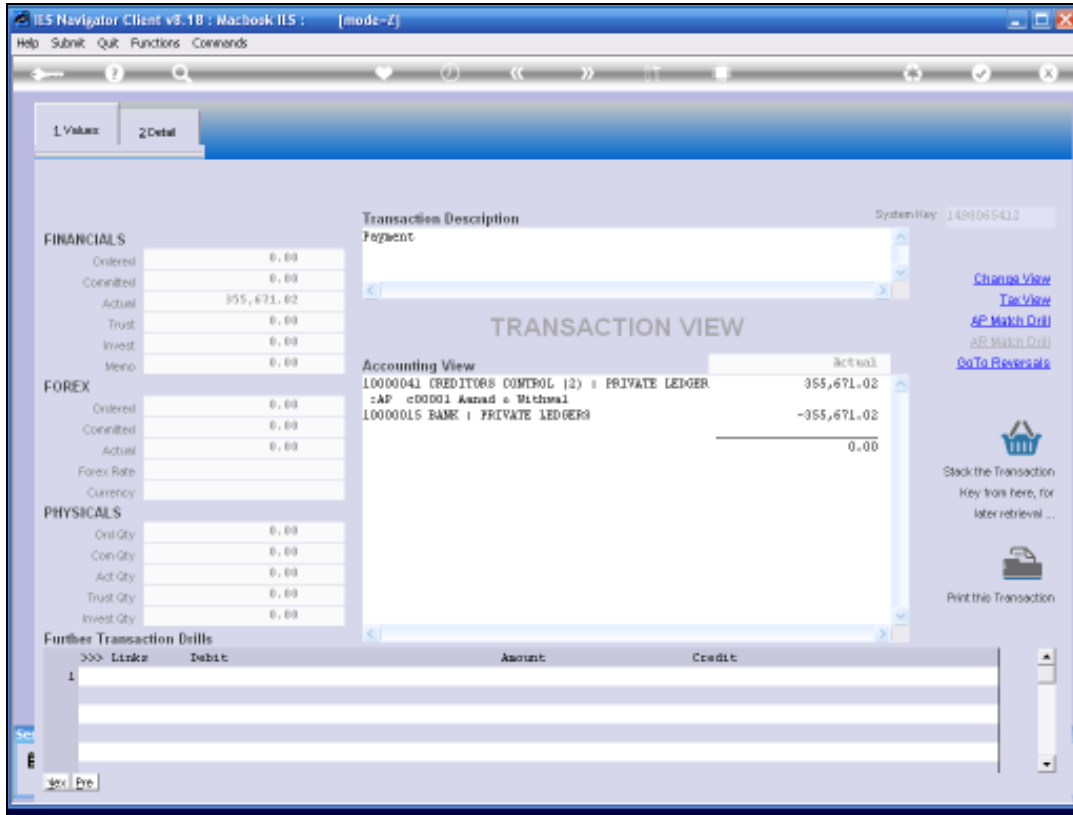 IES Navigator Client v8.18 : Macbook IES : [mode=Z]
Help Submit Quit Functions Commands
1 Values 2 Detail
System Key 1498065412
Transaction Description
Payment
FINANCIALS
Ordered 0.00
Committed 0.00
Actual 355,671.02
Trust 0.00
Invest 0.00
Memo 0.00
Change View
Tax View
AP Match Drill
AR Match Drill
GoTo Reversals
TRANSACTION VIEW
Accounting View Actual
10000041 CREDITORS CONTROL (2) : PRIVATE LEDGER 355,671.02
:AP c00001 & Withwal
10000015 BANK : PRIVATE LEDGERS -355,671.02
0.00
FOREX
Ordered 0.00
Committed 0.00
Actual 0.00
Forex Rate
Currency
PHYSICALS
Ord Qty 0.00
Com Qty 0.00
Act Qty 0.00
Trust Qty 0.00
Invest Qty 0.00
Stack the Transaction
Key from here, for
later retrieval ...
Print this Transaction
Further Transaction Drills
>>> Links Debit Amount Credit
1
Pre